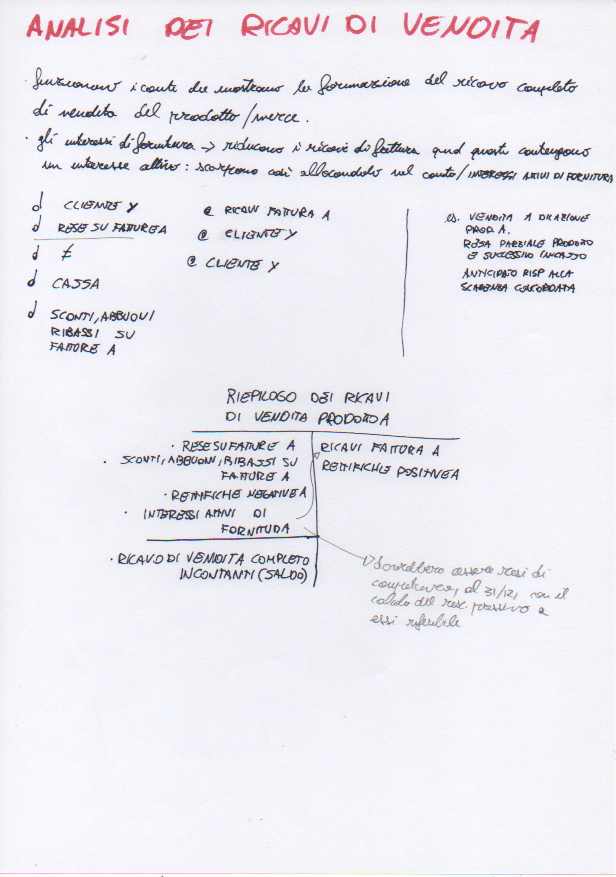 ANALISI DEI RICAVI DI VENDITA
· funzionano i conti che mostrano la formazione del ricavo completo
di vendita del prodotto/merce.
· gli interessi di fornitura → riducono i ricavi di fattura qnd questi contengono
un interesse attivo: scorporo così allocandolo nel conto/INTERESSI ATTIVI DI FORNITURA
d CLIENTE Y @ RICAVI FATTURA A
d RESE SU FATTURE A @ CLIENTE Y
d
d CASSA @ CLIENTE Y
d SCONTI, ABBUONI
RIBASSI SU
FATTURE A
es. VENDITA A DILAZIONE
PROD A.
RESA PARZIALE PRODOTTO
E SUCCESSIVO INCASSO
ANTICIPATO RISP ALLA
SCADENZA CONCORDATA
RIEPILOGO DEI RICAVI
DI VENDITA PRODOTTO A
· RESE SU FATTURE A
· SCONTI, ABBUONI, RIBASSI SU
FATTURE A
· RETTIFICHE NEGATIVE A
· INTERESSI ATTIVI DI
FORNITURA
RICAVI FATTURA A
RETTIFICHE POSITIVE A
· RICAVO DI VENDITA COMPLETO
IN CONTANTI (SALDO)
dovrebbero essere resi di
competenza, al 31/12, con il
calcolo del risc. passivo a
essi riferibile